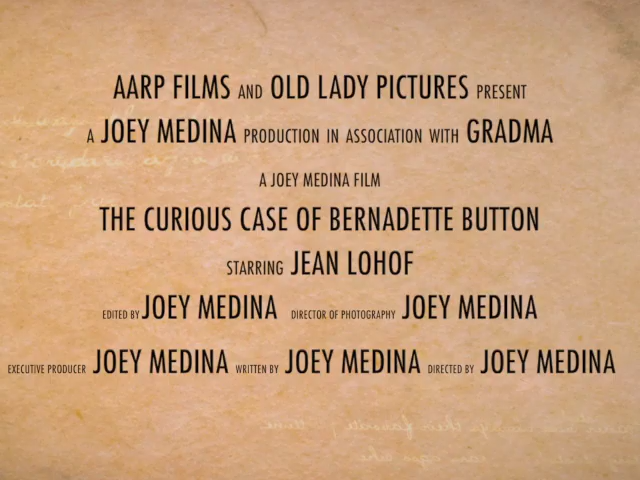 AARP FILMS AND OLD LADY PICTURES PRESENT
A JOEY MEDINA PRODUCTION IN ASSOCIATION WITH GRADMA
A JOEY MEDINA FILM
THE CURIOUS CASE OF BERNADETTE BUTTON
STARRING JEAN LOHOF
EDITED BY JOEY MEDINA DIRECTOR OF PHOTOGRAPHY JOEY MEDINA
EXECUTIVE PRODUCER JOEY MEDINA WRITTEN BY JOEY MEDINA DIRECTED BY JOEY MEDINA